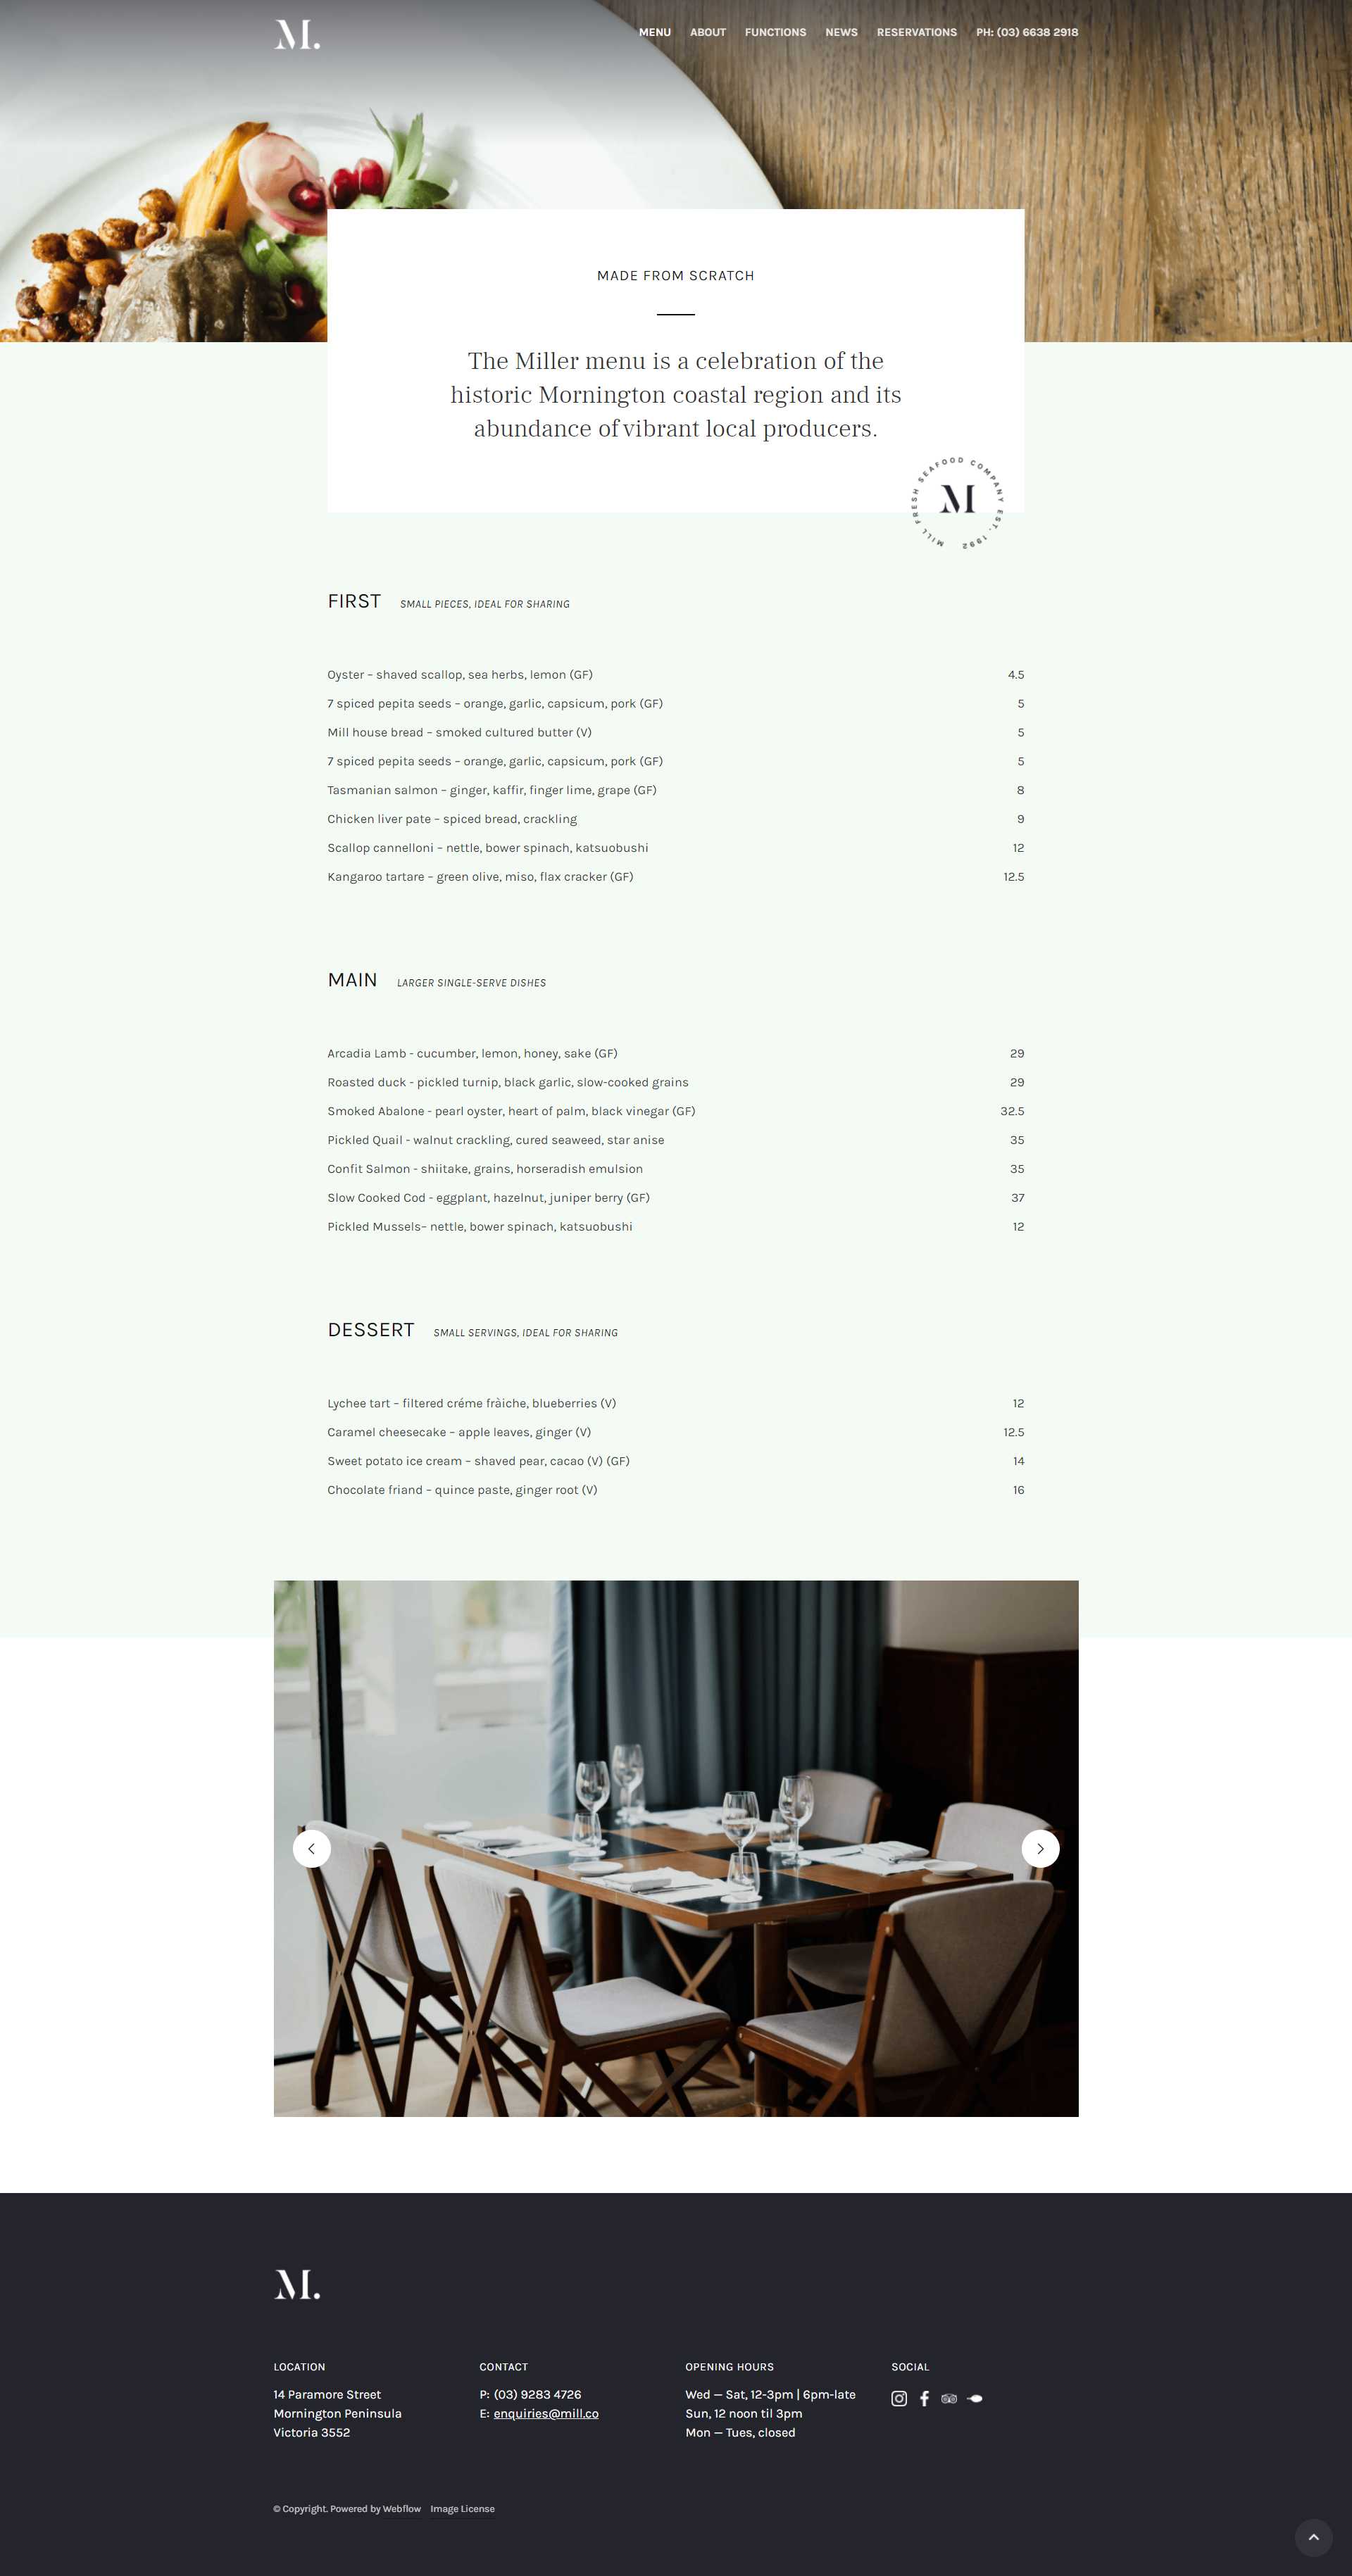 M.
MENU ABOUT FUNCTIONS NEWS RESERVATIONS PH: (03) 6638 2918
MADE FROM SCRATCH
The Miller menu is a celebration of the
historic Mornington coastal region and its
abundance of vibrant local producers.
MILL FRESH SEAFOOD COMPANY EST. 1992
M
FIRST SMALL PIECES, IDEAL FOR SHARING
Oyster – shaved scallop, sea herbs, lemon (GF) 4.5
7 spiced pepita seeds – orange, garlic, capsicum, pork (GF) 5
Mill house bread – smoked cultured butter (V) 5
7 spiced pepita seeds – orange, garlic, capsicum, pork (GF) 5
Tasmanian salmon – ginger, kaffir, finger lime, grape (GF) 8
Chicken liver pate – spiced bread, crackling 9
Scallop cannelloni – nettle, bower spinach, katsuobushi 12
Kangaroo tartare – green olive, miso, flax cracker (GF) 12.5
MAIN LARGER SINGLE-SERVE DISHES
Arcadia Lamb - cucumber, lemon, honey, sake (GF) 29
Roasted duck - pickled turnip, black garlic, slow-cooked grains 29
Smoked Abalone - pearl oyster, heart of palm, black vinegar (GF) 32.5
Pickled Quail - walnut crackling, cured seaweed, star anise 35
Confit Salmon - shiitake, grains, horseradish emulsion 35
Slow Cooked Cod - eggplant, hazelnut, juniper berry (GF) 37
Pickled Mussels– nettle, bower spinach, katsuobushi 12
DESSERT SMALL SERVINGS, IDEAL FOR SHARING
Lychee tart – filtered créme fràiche, blueberries (V) 12
Caramel cheesecake – apple leaves, ginger (V) 12.5
Sweet potato ice cream – shaved pear, cacao (V) (GF) 14
Chocolate friand – quince paste, ginger root (V) 16
M.
LOCATION
14 Paramore Street
Mornington Peninsula
Victoria 3552
CONTACT
P: (03) 9283 4726
E: enquiries@mill.co
OPENING HOURS
Wed — Sat, 12-3pm | 6pm-late
Sun, 12 noon til 3pm
Mon — Tues, closed
SOCIAL
© Copyright. Powered by Webflow Image License